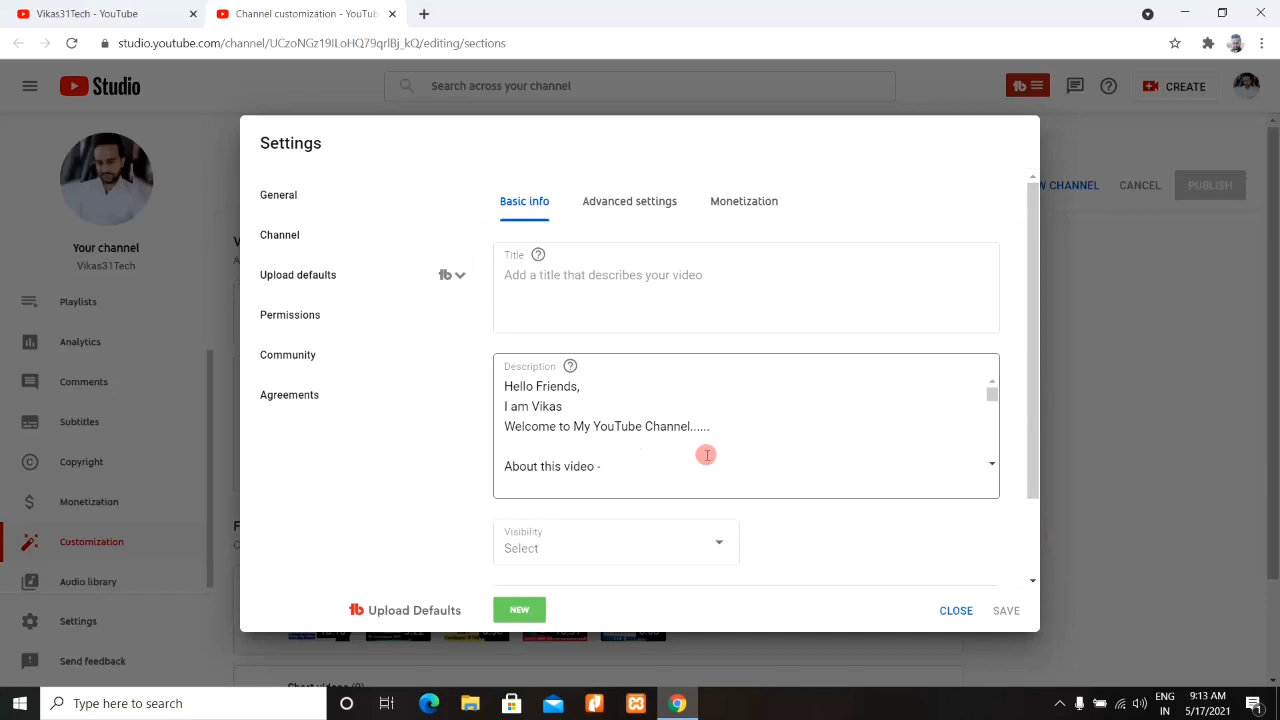 Vikas31Tech - YouTube
Channel customization - YouTub
studio.youtube.com/channel/UCzoNGz19ILoHQ79qrlBj_kQ/editing/sections
Studio
Search across your channel
CREATE
Settings
General
Channel
Upload defaults
Permissions
Community
Agreements
Basic info
Advanced settings
Monetization
Title
Add a title that describes your video
Description
Hello Friends,
I am Vikas
Welcome to My YouTube Channel......
About this video -
Visibility
Select
Upload Defaults
NEW
CLOSE
SAVE
W CHANNEL
CANCEL
PUBLISH
Your channel
Vikas31Tech
Playlists
Analytics
Comments
Subtitles
Copyright
Monetization
Customization
Audio library
Settings
Send feedback
Type here to search
ENG
IN
9:13 AM
5/17/2021